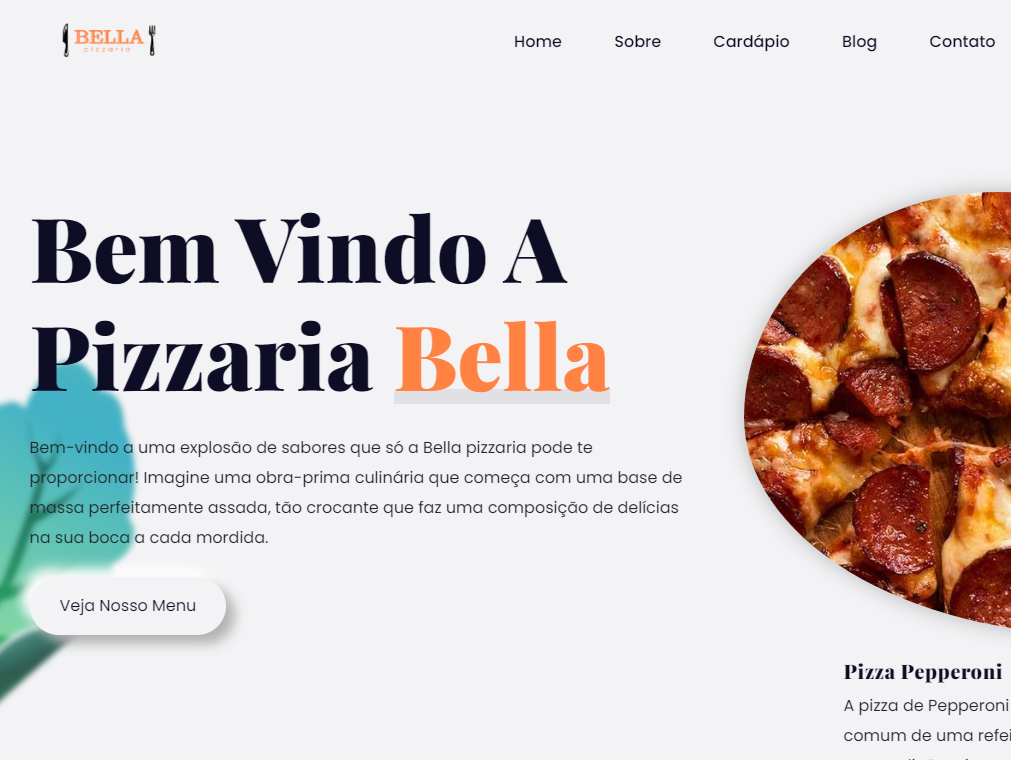 BELLA
pizzaria
Home Sobre Cardápio Blog Contato
Bem Vindo A
Pizzaria Bella
Bem-vindo a uma explosão de sabores que só a Bella pizzaria pode te
proporcionar! Imagine uma obra-prima culinária que começa com uma base de
massa perfeitamente assada, tão crocante que faz uma composição de delícias
na sua boca a cada mordida.
Veja Nosso Menu
Pizza Pepperoni
A pizza de Pepperoni
comum de uma